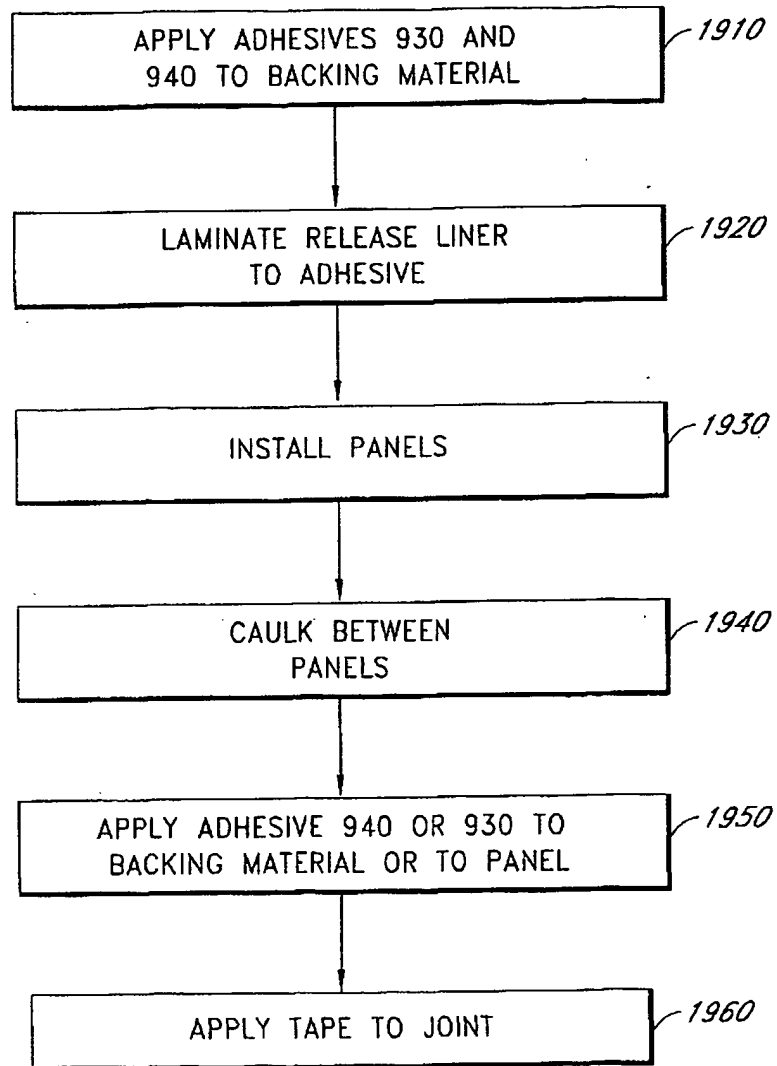 APPLY ADHESIVES 930 AND
940 TO BACKING MATERIAL
1910
LAMINATE RELEASE LINER
TO ADHESIVE
1920
INSTALL PANELS
1930
CAULK BETWEEN
PANELS
1940
APPLY ADHESIVE 940 OR 930 TO
BACKING MATERIAL OR TO PANEL
1950
APPLY TAPE TO JOINT
1960